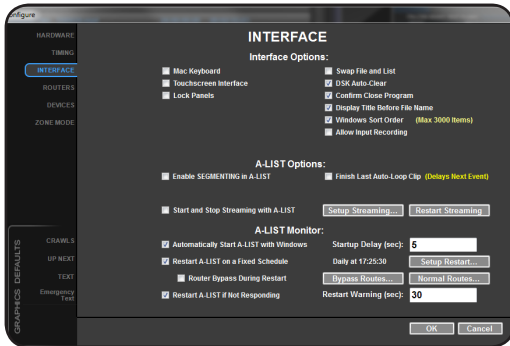 onfigure
HARDWARE
TIMING
INTERFACE
ROUTERS
DEVICES
ZONE MODE
GRAPHICS DEFAULTS
CRAWLS
UP NEXT
TEXT
Emergency
Text
INTERFACE
Interface Options:
Mac Keyboard
Touchscreen Interface
Lock Panels
Swap File and List
DSK Auto-Clear
Confirm Close Program
Display Title Before File
Name
Windows Sort Order (Max 3000 Items)
Allow Input Recording
A-LIST Options:
Enable SEGMENTING in A-LIST
Finish Last Auto-Loop
Clip (Delays Next Event)
Start and Stop Streaming with A-LIST
Setup Streaming... Restart Streaming
A-LIST Monitor:
Automatically Start A-LIST with Windows Startup Delay (sec): 5
Restart A-LIST on a Fixed Schedule Daily at 17:25:30 Setup Restart...
Router Bypass During Restart Bypass Routes... Normal Routes...
Restart A-LIST if Not Responding Restart Warning (sec): 30
OK Cancel